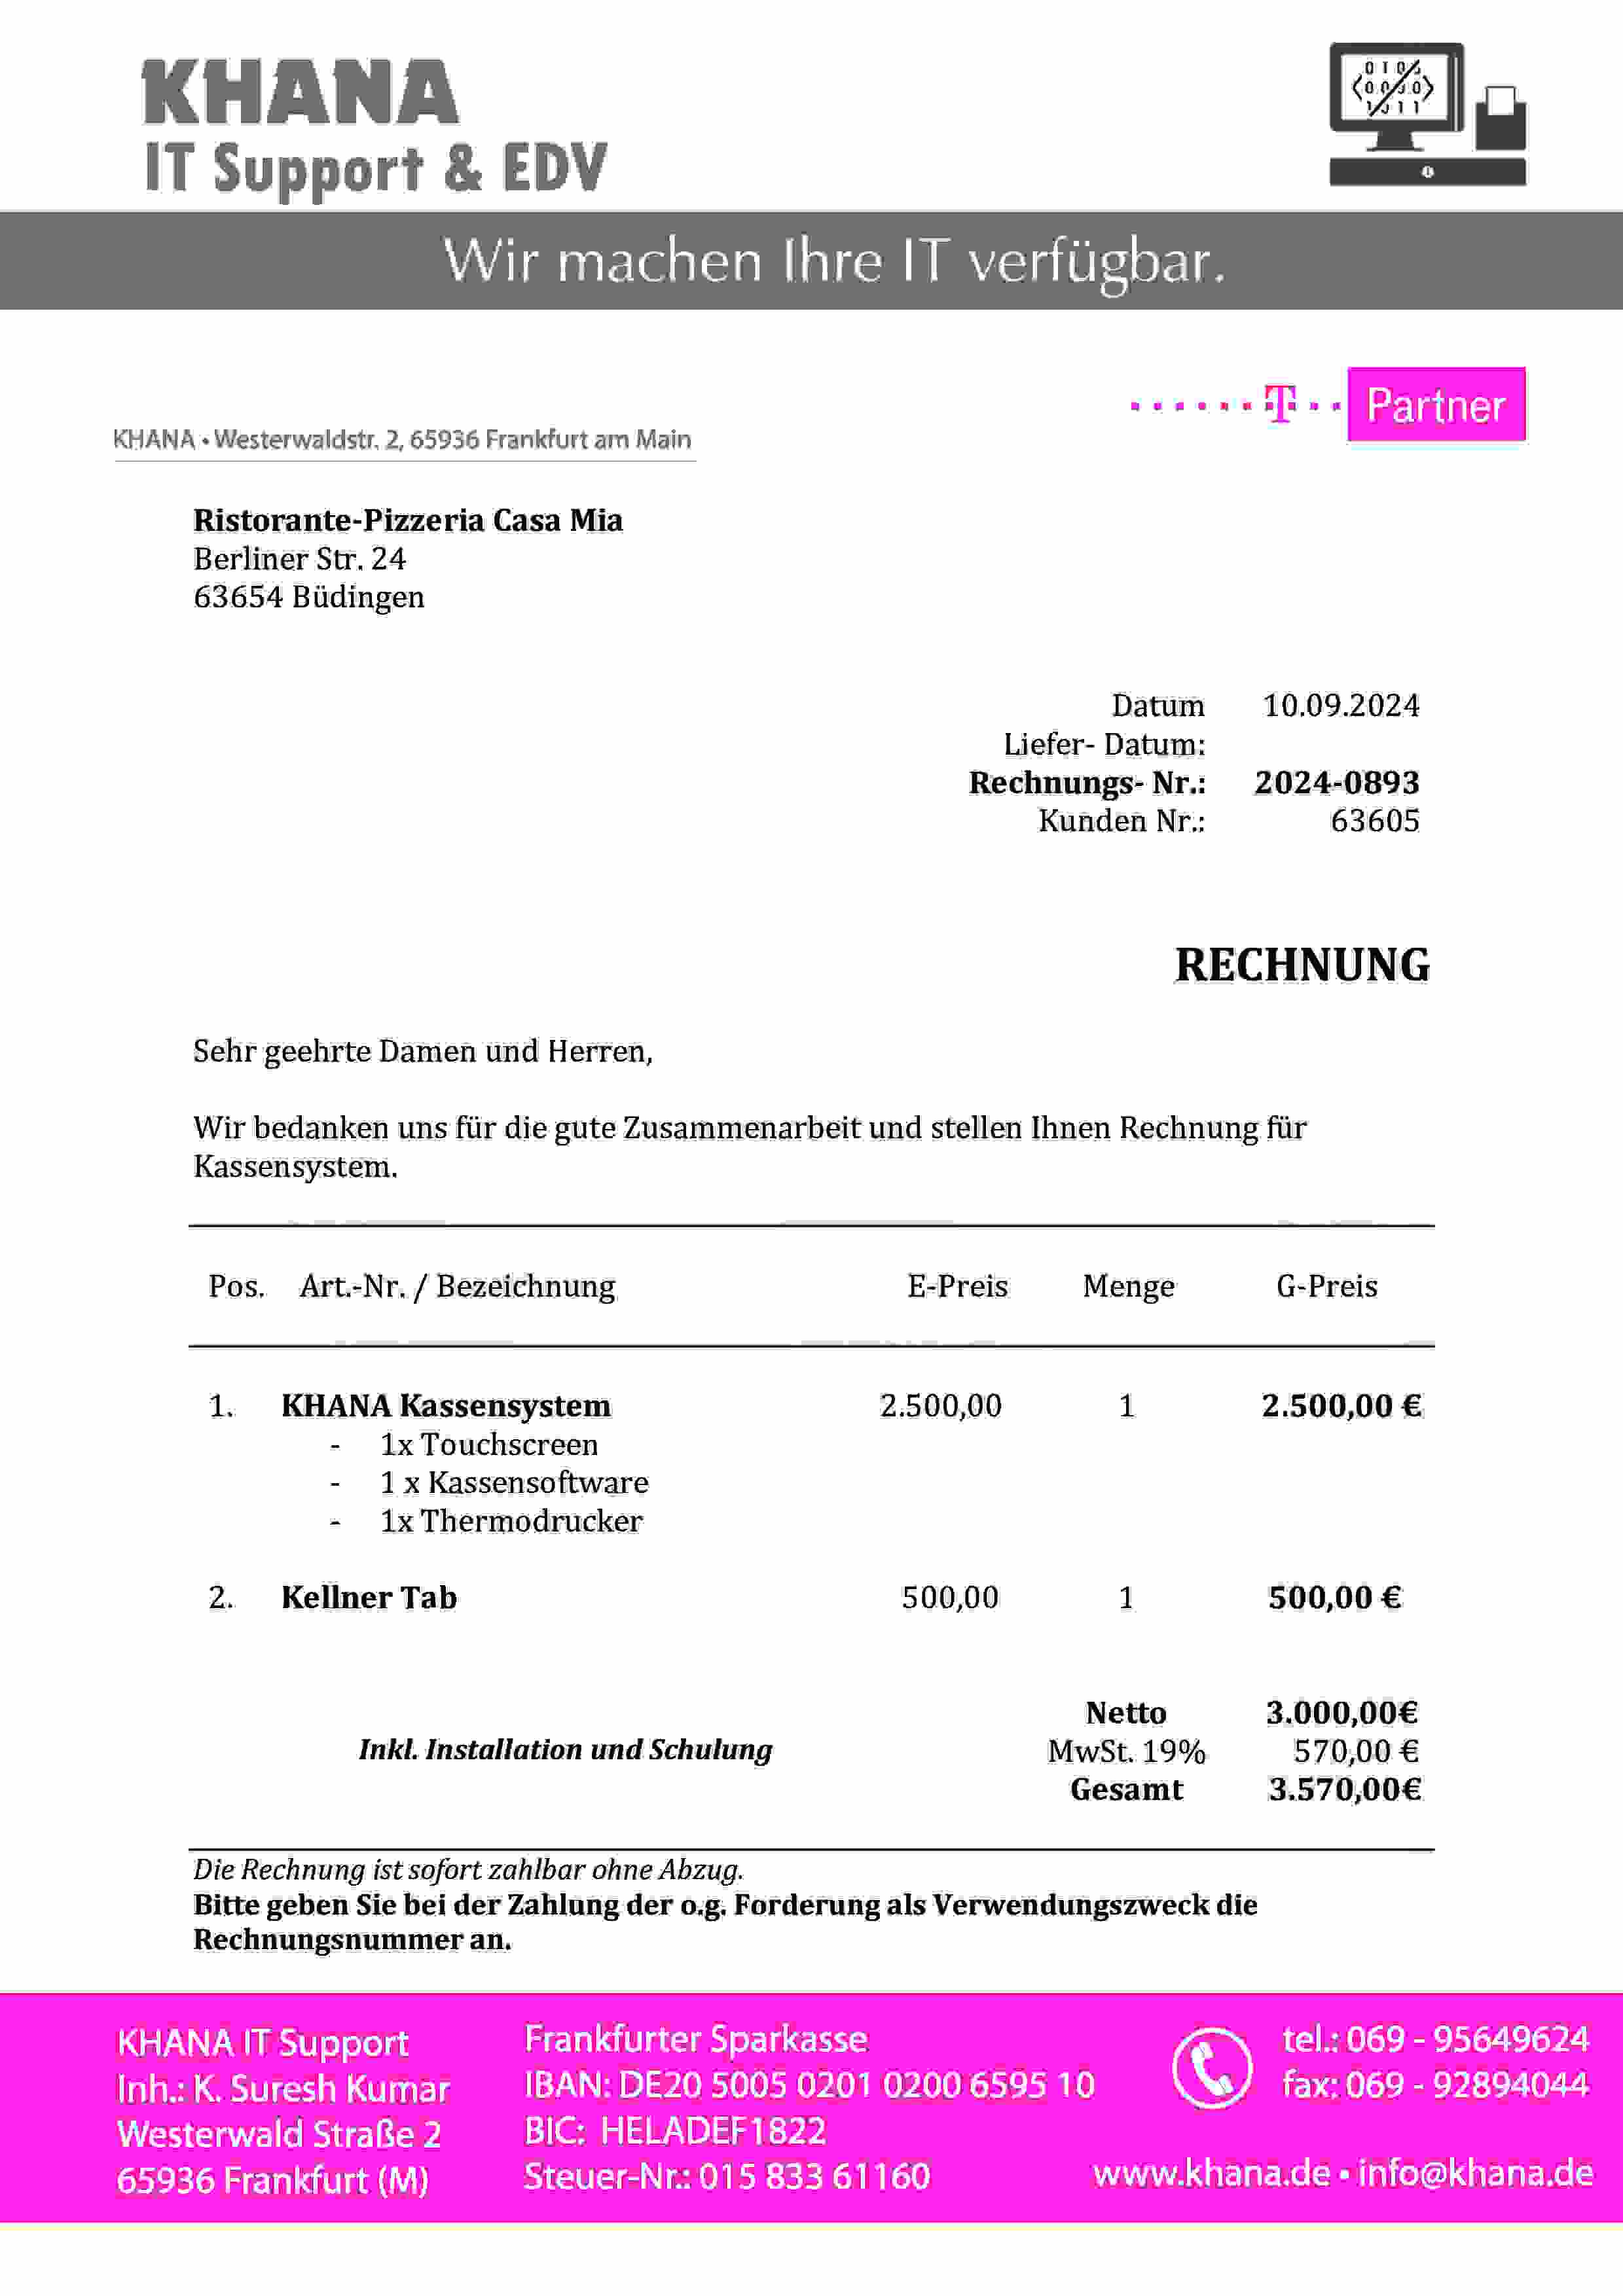 KHANA
IT Support & EDV
Wir machen Ihre IT verfügbar.
T Partner
KHANA • Westerwaldstr. 2, 65936 Frankfurt am Main
Ristorante-Pizzeria Casa Mia
Berliner Str. 24
63654 Büdingen
Datum 10.09.2024
Liefer- Datum:
Rechnungs- Nr.: 2024-0893
Kunden Nr.: 63605
RECHNUNG
Sehr geehrte Damen und Herren,
Wir bedanken uns für die gute Zusammenarbeit und stellen Ihnen Rechnung für
Kassensystem.
Pos. Art.-Nr. / Bezeichnung E-Preis Menge G-Preis
1. KHANA Kassensystem 2.500,00 1 2.500,00 €
- 1x Touchscreen
- 1 x Kassensoftware
- 1x Thermodrucker
2. Kellner Tab 500,00 1 500,00 €
Netto 3.000,00€
Inkl. Installation und Schulung MwSt. 19% 570,00 €
Gesamt 3.570,00€
Die Rechnung ist sofort zahlbar ohne Abzug.
Bitte geben Sie bei der Zahlung der o.g. Forderung als Verwendungszweck die
Rechnungsnummer an.
KHANA IT Support
Inh.: K. Suresh Kumar
Westerwald Straße 2
65936 Frankfurt (M)
Frankfurter Sparkasse
IBAN: DE20 5005 0201 0200 6595 10
BIC: HELADEF1822
Steuer-Nr.: 015 833 61160
tel.: 069 - 95649624
fax: 069 - 92894044
www.khana.de • info@khana.de